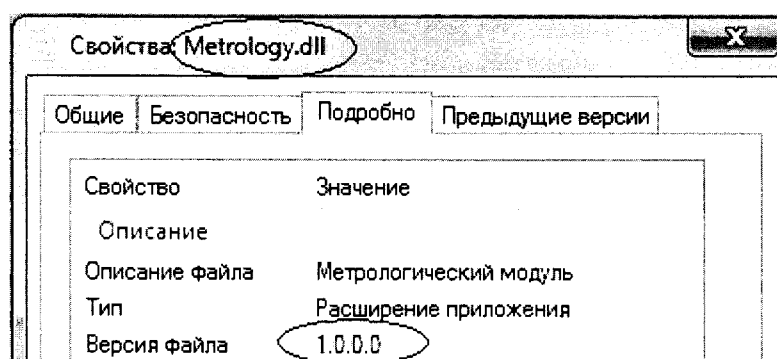 Свойства: Metrology.dll
Общие Безопасность Подробно Предыдущие версии
Свойство Значение
Описание
Описание файла Метрологический модуль
Тип Расширение приложения
Версия файла 1.0.0.0